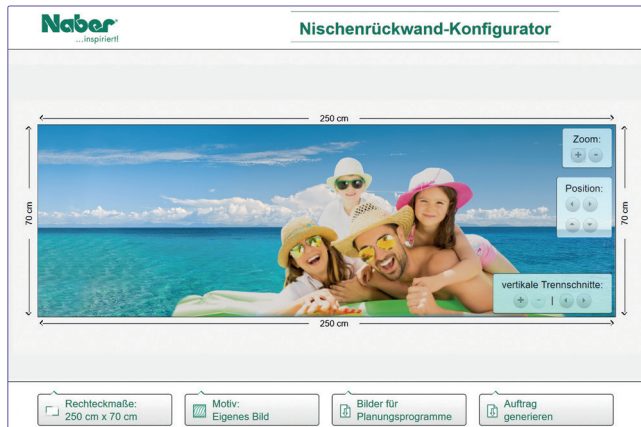 Naber
...inspiriert!
Nischenrückwand-Konfigurator
250 cm
70 cm
70 cm
Zoom:
Position:
vertikale Trennschnitte:
250 cm
Rechteckmaße:
250 cm x 70 cm
Motiv:
Eigenes Bild
Bilder für
Planungsprogramme
Auftrag
generieren